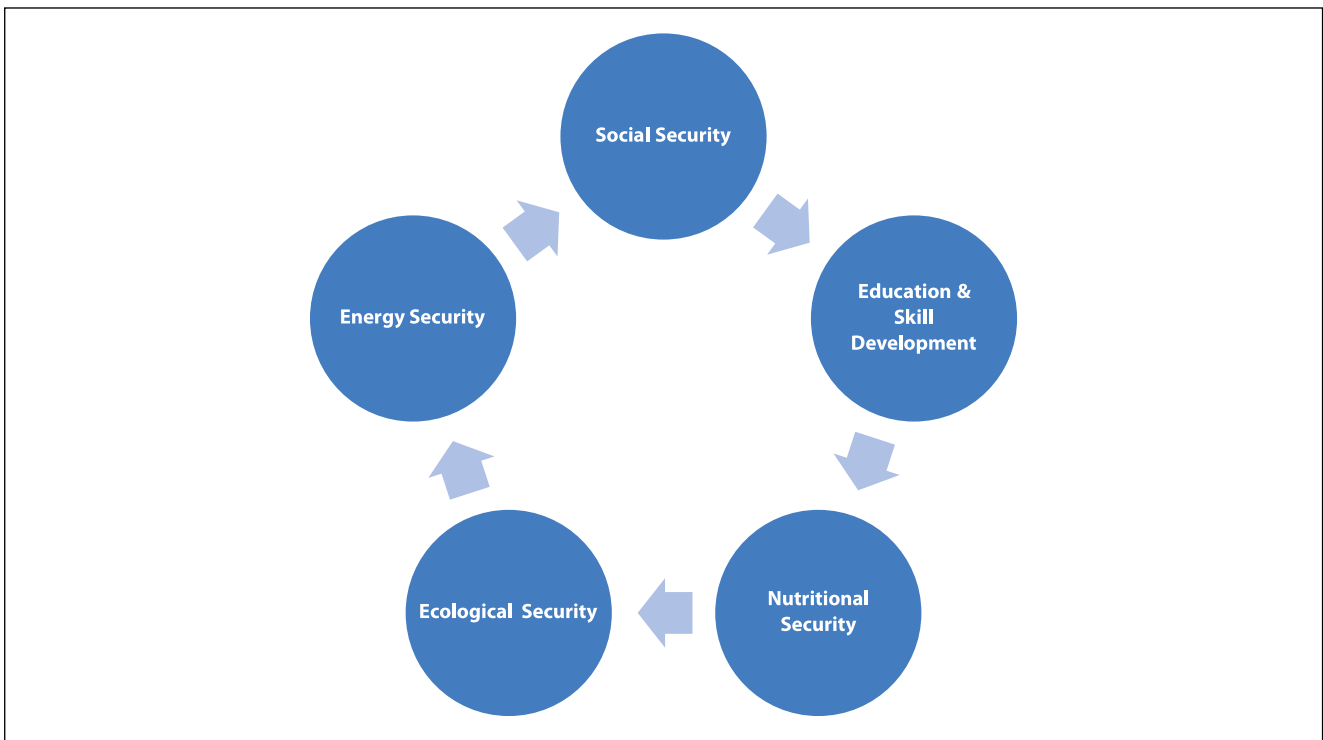 Social Security
Education &
Skill
Development
Nutritional
Security
Ecological  Security
Energy Security